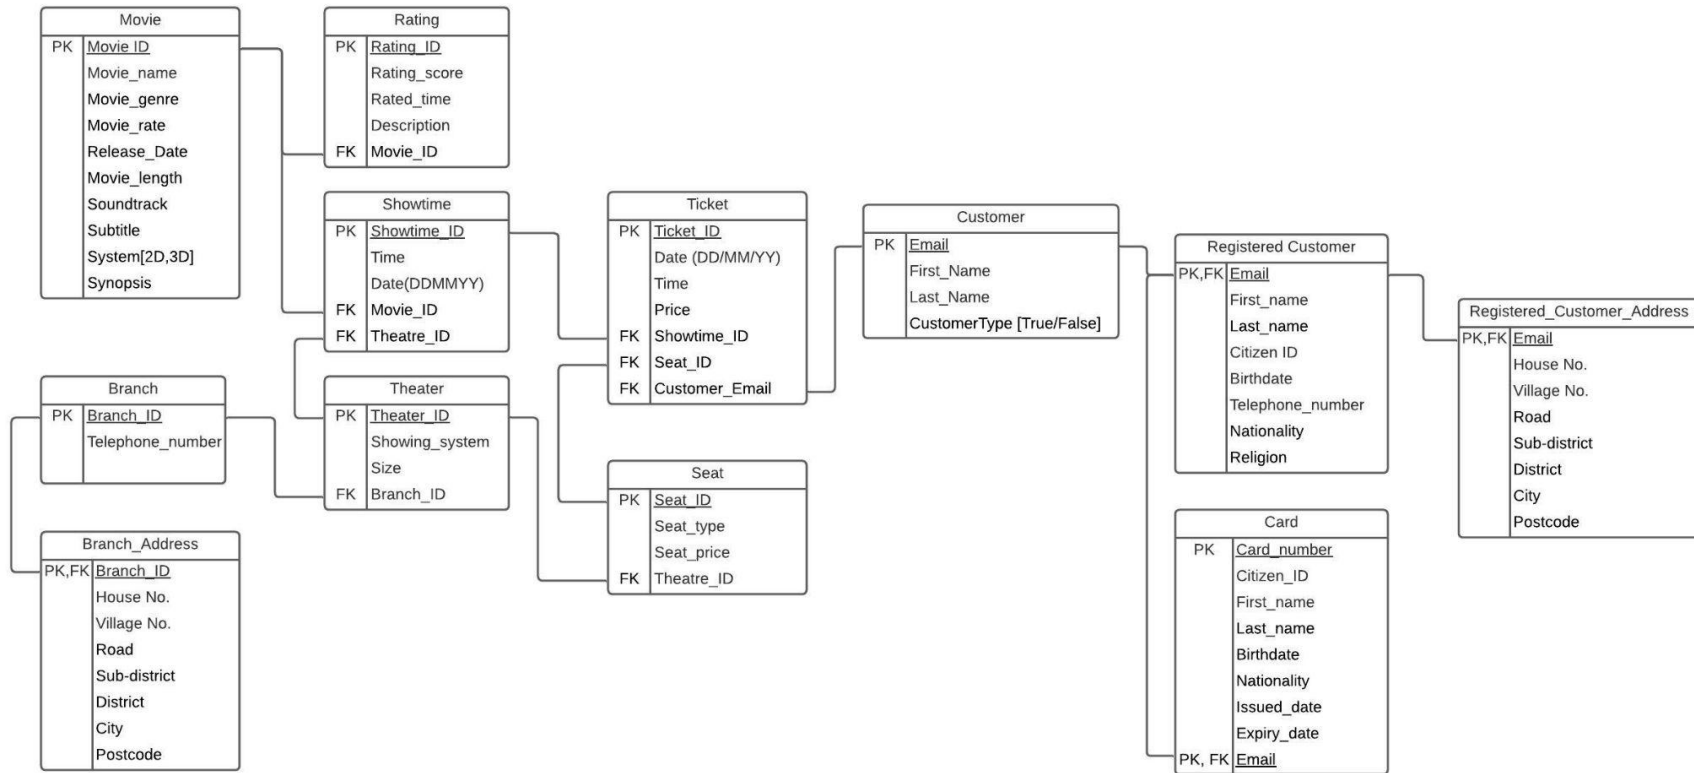 Movie
PK Movie ID
Movie_name
Movie_genre
Movie_rate
Release_Date
Movie_length
Soundtrack
Subtitle
System[2D,3D]
Synopsis
Rating
PK Rating_ID
Rating_score
Rated_time
Description
FK Movie_ID
Showtime
PK Showtime_ID
Time
Date(DDMMYY)
FK Movie_ID
FK Theatre_ID
Ticket
PK Ticket_ID
Date (DD/MM/YY)
Time
Price
FK Showtime_ID
FK Seat_ID
FK Customer_Email
Customer
PK Email
First_Name
Last_Name
CustomerType [True/False]
Registered Customer
PK,FK Email
First_name
Last_name
Citizen ID
Birthdate
Telephone_number
Nationality
Religion
Registered_Customer_Address
PK,FK Email
House No.
Village No.
Road
Sub-district
District
City
Postcode
Branch
PK Branch_ID
Telephone_number
Theater
PK Theater_ID
Showing_system
Size
FK Branch_ID
Seat
PK Seat_ID
Seat_type
Seat_price
FK Theatre_ID
Branch_Address
PK,FK Branch_ID
House No.
Village No.
Road
Sub-district
District
City
Postcode
Card
PK Card_number
Citizen_ID
First_name
Last_name
Birthdate
Nationality
Issued_date
Expiry_date
PK, FK Email